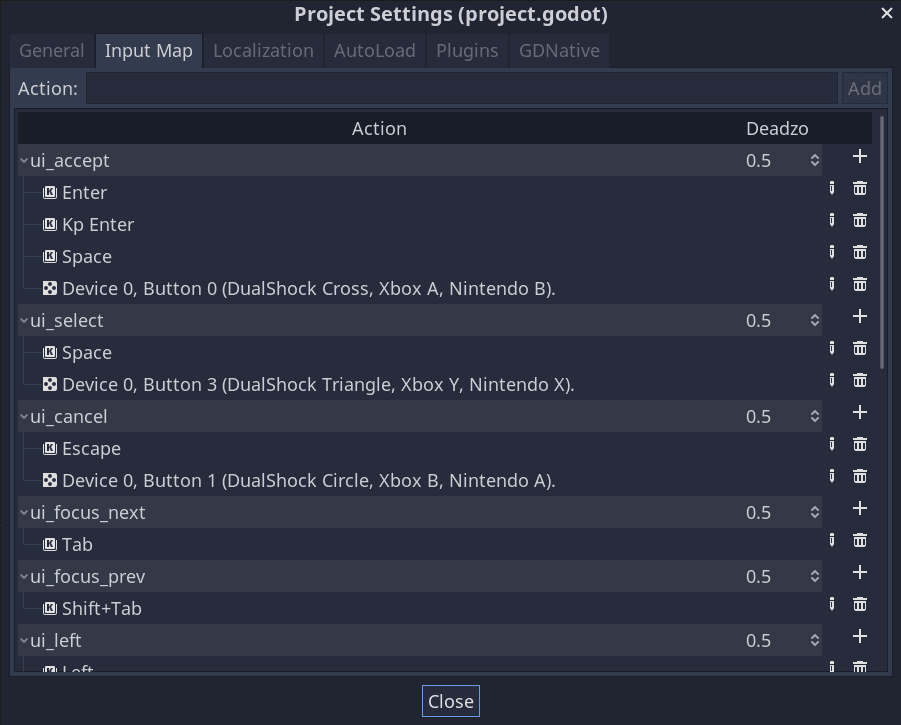 Project Settings (project.godot)
General Input Map Localization AutoLoad Plugins GDNative
Action: Add
Action Deadzo
ui_accept 0.5
Enter
Kp Enter
Space
Device 0, Button 0 (DualShock Cross, Xbox A, Nintendo B).
ui_select 0.5
Space
Device 0, Button 3 (DualShock Triangle, Xbox Y, Nintendo X).
ui_cancel 0.5
Escape
Device 0, Button 1 (DualShock Circle, Xbox B, Nintendo A).
ui_focus_next 0.5
Tab
ui_focus_prev 0.5
Shift+Tab
ui_left 0.5
Left
Close